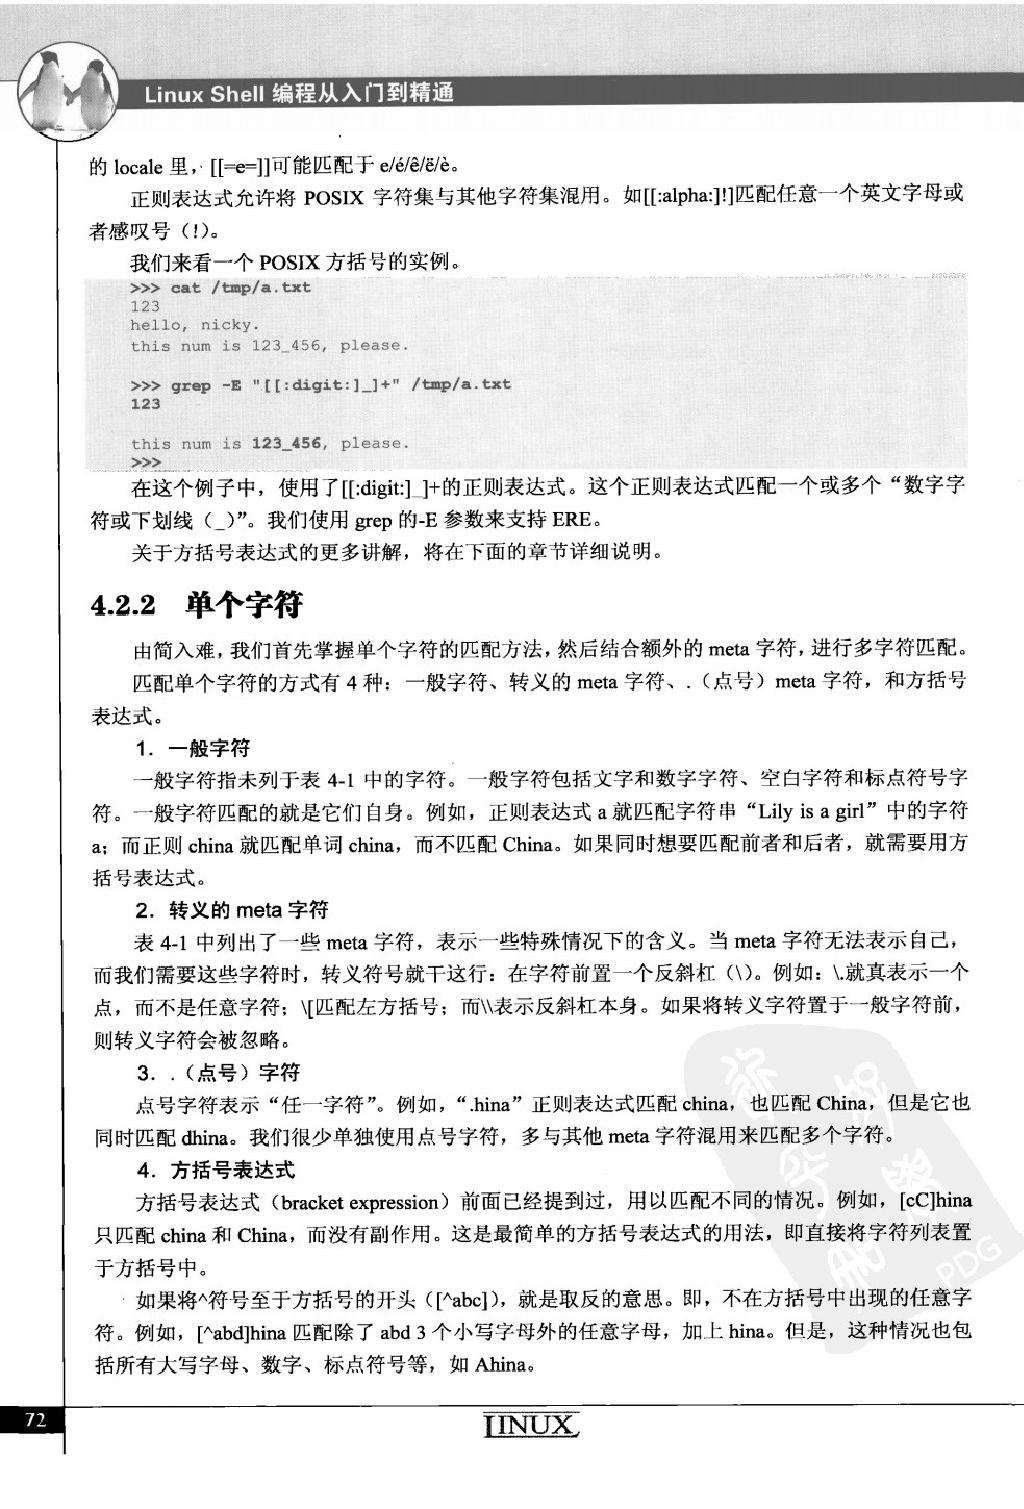 Linux Shell 编程从入门到精通
的 locale 里，[[=e=]]可能匹配于 e/é/ê/ë/è。
正则表达式允许将 POSIX 字符集与其他字符集混用。如[[:alpha:]!]匹配任意一个英文字母或
者感叹号（!）。
我们来看一个 POSIX 方括号的实例。
>>> cat /tmp/a.txt
123
hello, nicky.
this num is 123_456, please.
>>> grep -E "[[:digit:]_]+" /tmp/a.txt
123
this num is 123_456, please.
>>>
在这个例子中，使用了[[:digit:]_]+的正则表达式。这个正则表达式匹配一个或多个“数字字
符或下划线（_）”。我们使用 grep 的-E 参数来支持 ERE。
关于方括号表达式的更多讲解，将在下面的章节详细说明。
4.2.2 单个字符
由简入难，我们首先掌握单个字符的匹配方法，然后结合额外的 meta 字符，进行多字符匹配。
匹配单个字符的方式有 4 种：一般字符、转义的 meta 字符、.（点号）meta 字符，和方括号
表达式。
1．一般字符
一般字符指未列于表 4-1 中的字符。一般字符包括文字和数字字符、空白字符和标点符号字
符。一般字符匹配的就是它们自身。例如，正则表达式 a 就匹配字符串“Lily is a girl”中的字符
a；而正则 china 就匹配单词 china，而不匹配 China。如果同时想要匹配前者和后者，就需要用方
括号表达式。
2．转义的 meta 字符
表 4-1 中列出了一些 meta 字符，表示一些特殊情况下的含义。当 meta 字符无法表示自己，
而我们需要这些字符时，转义符号就干这行：在字符前置一个反斜杠（\）。例如：\.就真表示一个
点，而不是任意字符；\[匹配左方括号；而\\表示反斜杠本身。如果将转义字符置于一般字符前，
则转义字符会被忽略。
3．.（点号）字符
点号字符表示“任一字符”。例如，“.hina”正则表达式匹配 china，也匹配 China，但是它也
同时匹配 dhina。我们很少单独使用点号字符，多与其他 meta 字符混用来匹配多个字符。
4．方括号表达式
方括号表达式（bracket expression）前面已经提到过，用以匹配不同的情况。例如，[cC]hina
只匹配 china 和 China，而没有副作用。这是最简单的方括号表达式的用法，即直接将字符列表置
于方括号中。
如果将^符号至于方括号的开头（[^abc]），就是取反的意思。即，不在方括号中出现的任意字
符。例如，[^abd]hina 匹配除了 abd 3 个小写字母外的任意字母，加上 hina。但是，这种情况也包
括所有大写字母、数字、标点符号等，如 Ahina。
PDG
72
LINUX